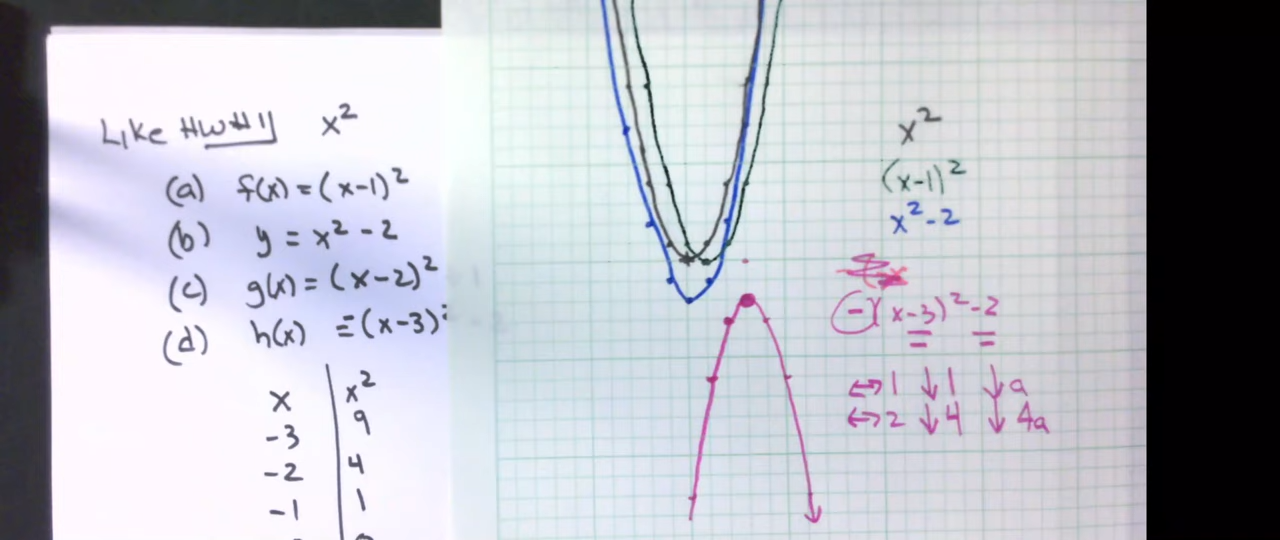 Like HW#11 x²
(a) f(x) = (x-1)²
(b) y = x² - 2
(c) g(x) = (x-2)²
(d) h(x) = -(x-3)²
x | x²
-3 | 9
-2 | 4
-1 | 1
x²
(x-1)²
x² - 2
-(x-3)² - 2
↔ 1 ↓ 1 ↓ a
↔ 2 ↓ 4 ↓ 4a